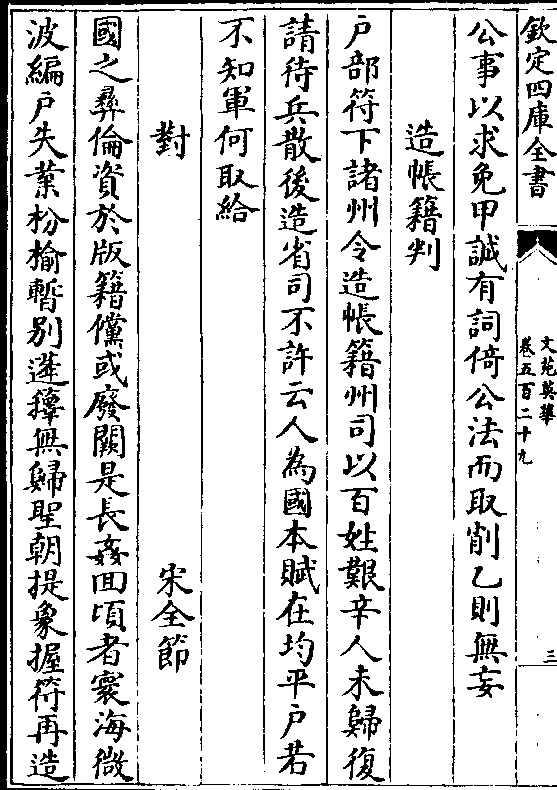 欽定四庫全書
文苑英華
卷五百二十九
三
公事以求免甲誠有詞倚公法而取削乙則無妄
造帳籍判
戶部符下諸州令造帳籍州司以百姓艱辛人未歸復
請待兵散後造省司不許云人為國本賦在均平戶若
不知軍何取給
對
宋全節
國之彛倫資於版籍儻或廢闕是長姦回頃者寰海微
波編戶失業枌榆暫別蓬蓽無歸聖朝提象握符再造